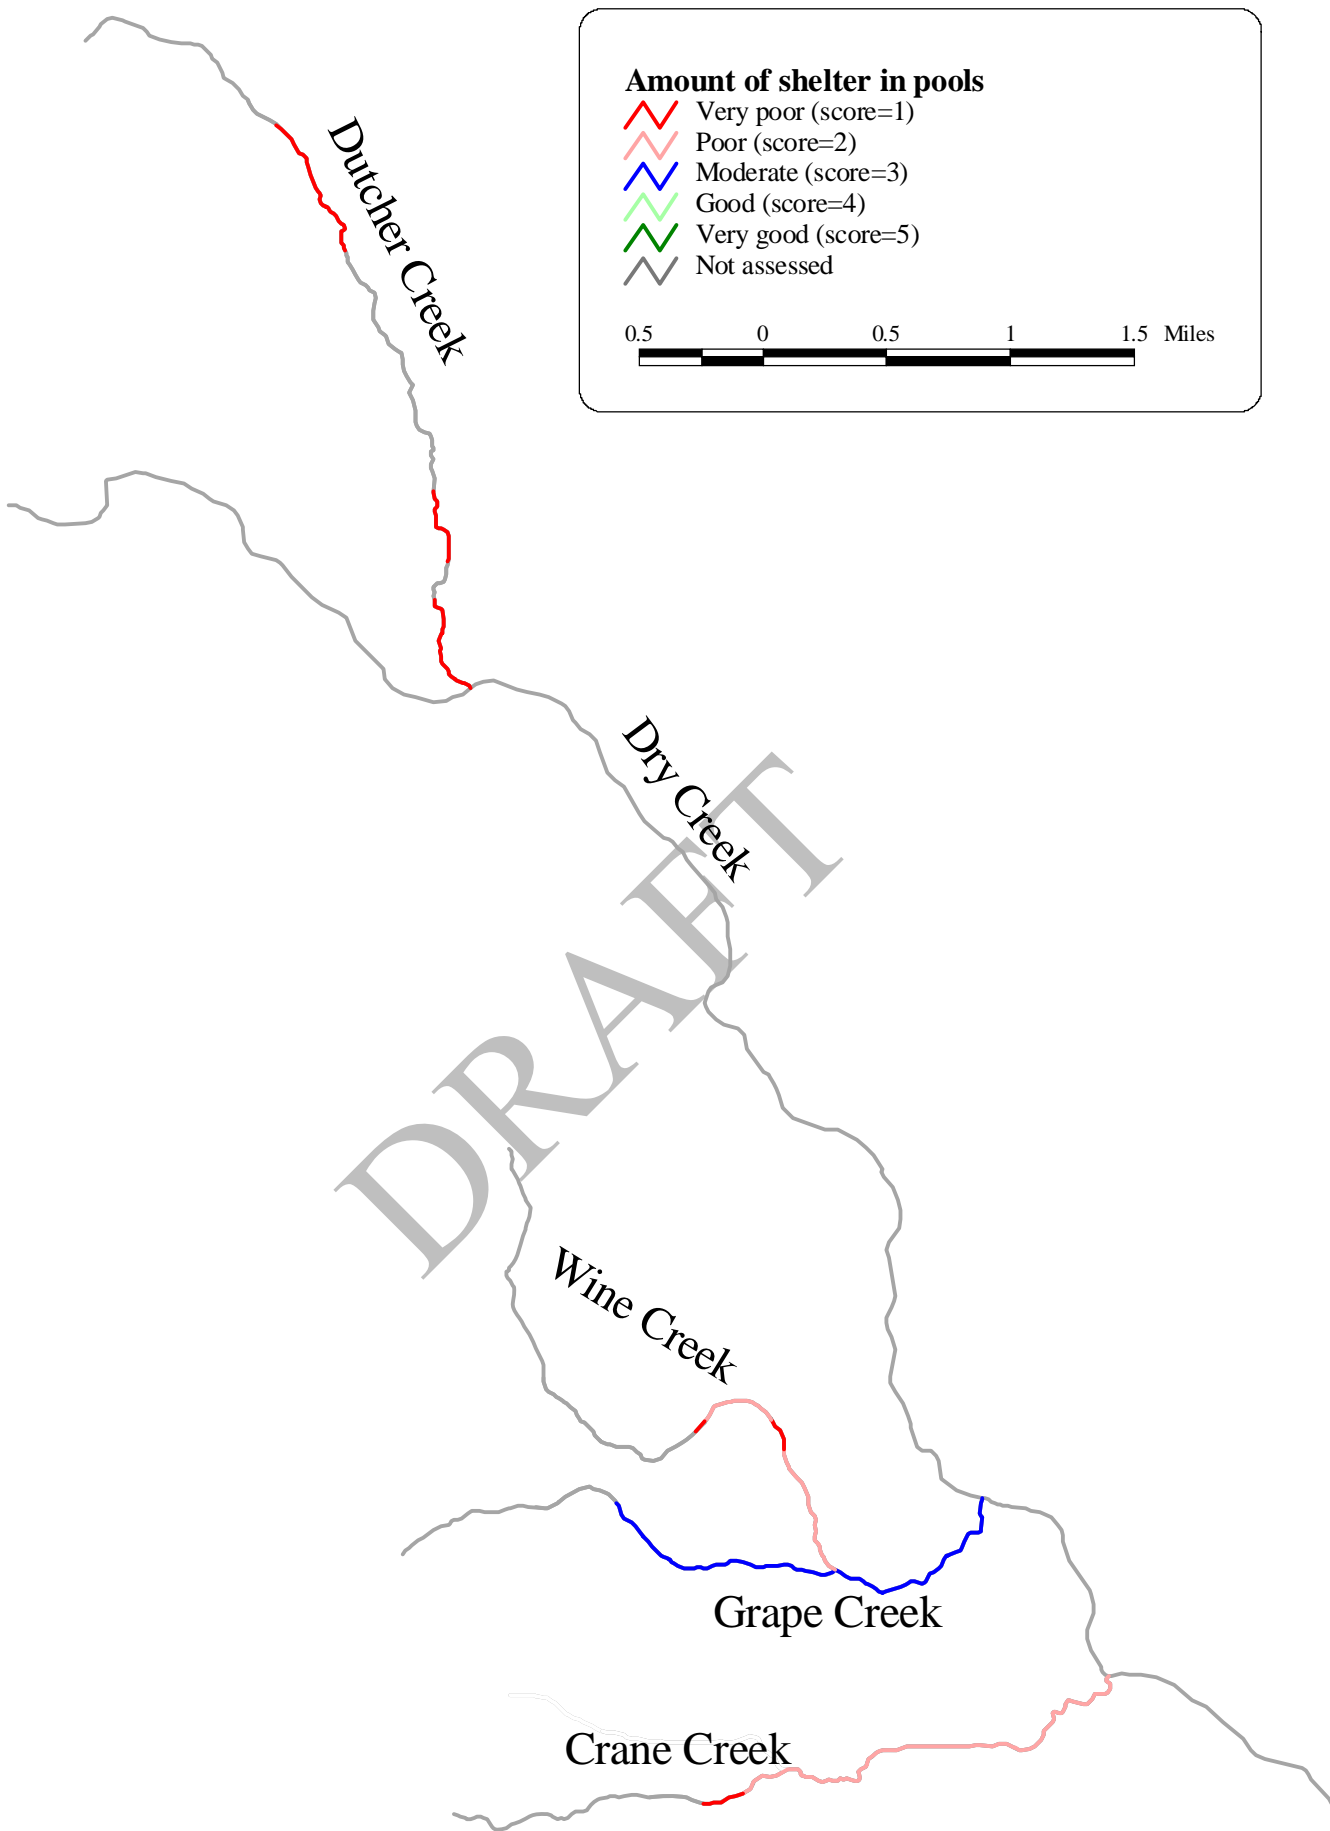 Amount of shelter in pools
Very poor (score=1)
Poor (score=2)
Moderate (score=3)
Good (score=4)
Very good (score=5)
Not assessed
0.5 0 0.5 1 1.5 Miles
Dutcher Creek
Dry Creek
DRAFT
Wine Creek
Grape Creek
Crane Creek